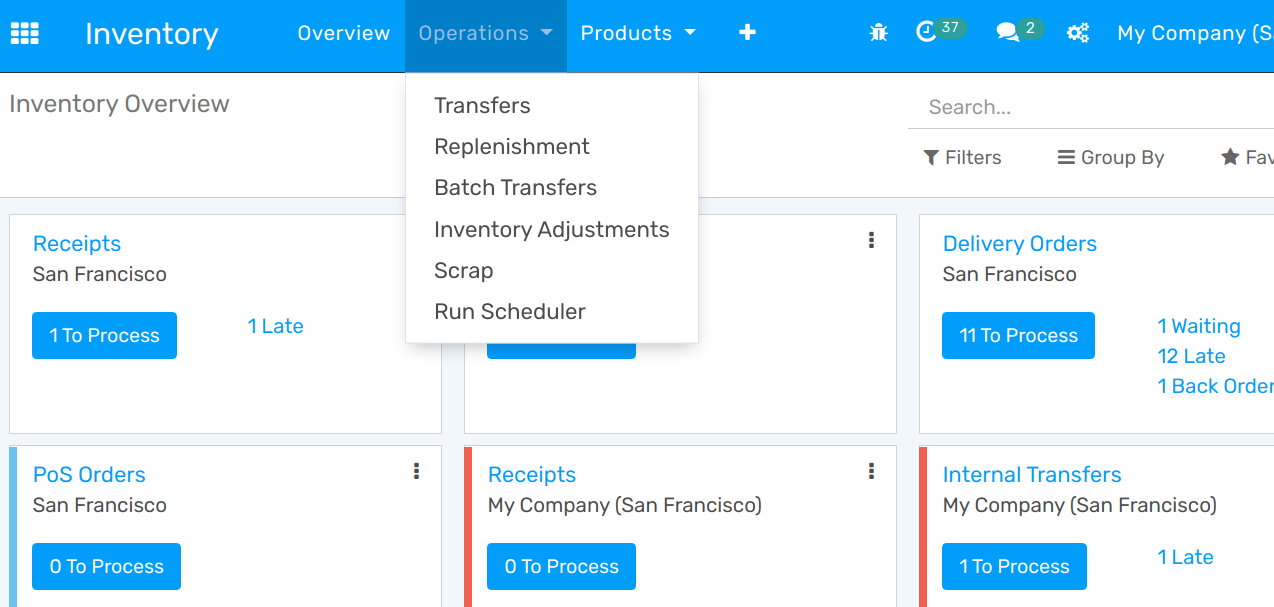 Inventory Overview Operations Products 37 2 My Company (S
Inventory Overview
Search...
Filters Group By Fav
Transfers
Replenishment
Batch Transfers
Inventory Adjustments
Scrap
Run Scheduler
Receipts
San Francisco
1 To Process
1 Late
Delivery Orders
San Francisco
11 To Process
1 Waiting
12 Late
1 Back Order
PoS Orders
San Francisco
0 To Process
Receipts
My Company (San Francisco)
0 To Process
Internal Transfers
My Company (San Francisco)
1 To Process
1 Late